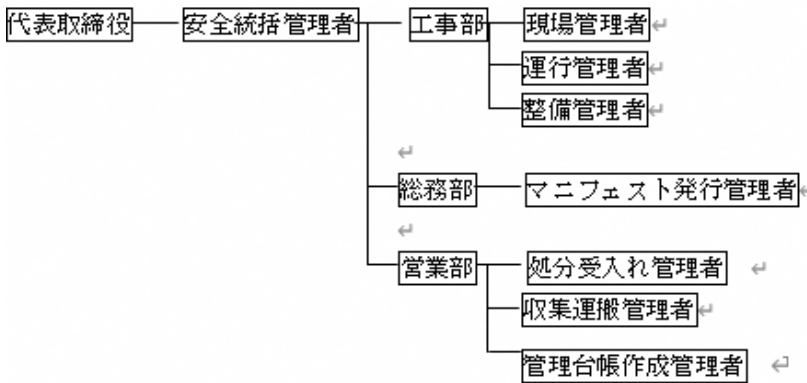 代表取締役 安全統括管理者 工事部 現場管理者
運行管理者
整備管理者
総務部 マニフェスト発行管理者
営業部 処分受入れ管理者
収集運搬管理者
管理台帳作成管理者